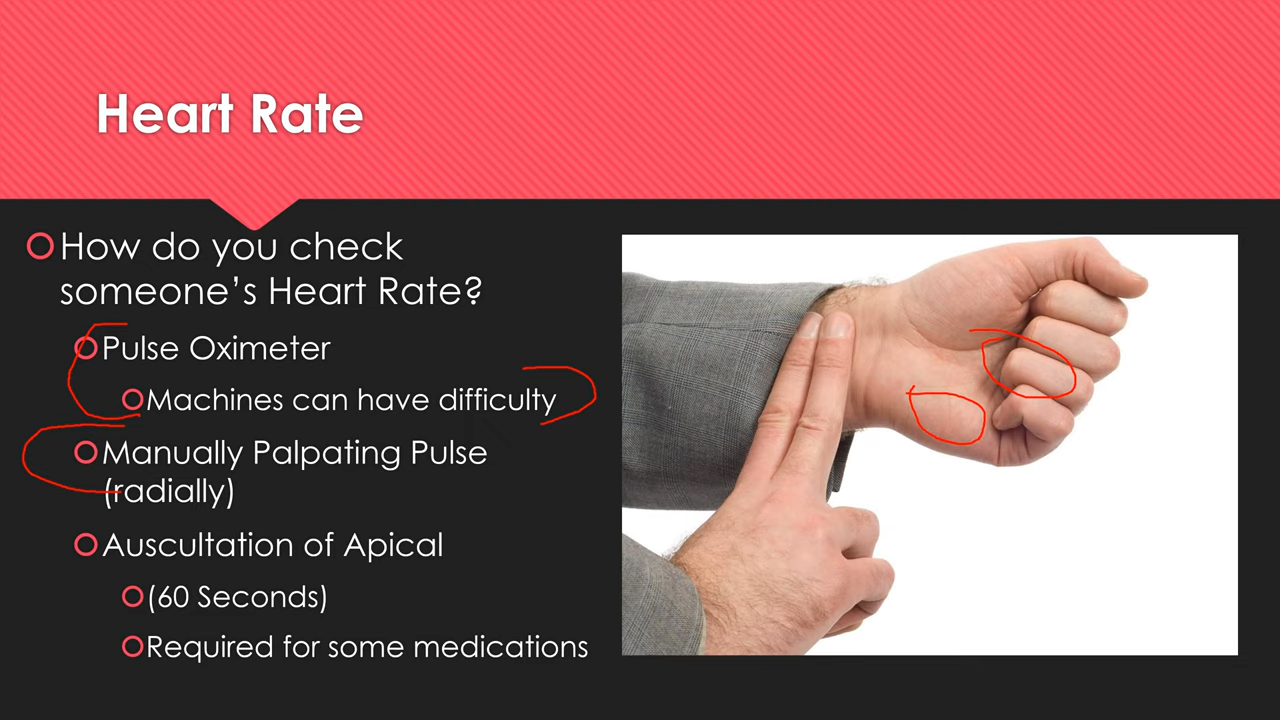 Heart Rate
How do you check
someone's Heart Rate?
Pulse Oximeter
Machines can have difficulty
Manually Palpating Pulse
(radially)
Auscultation of Apical
(60 Seconds)
Required for some medications